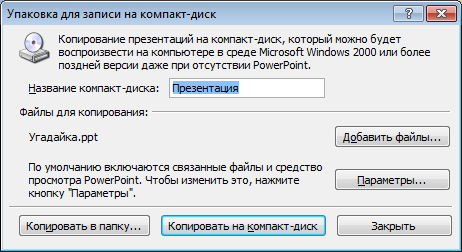 Упаковка для записи на компакт-диск
Копирование презентаций на компакт-диск, который можно будет
воспроизвести на компьютере в среде Microsoft Windows 2000 или более
поздней версии даже при отсутствии PowerPoint.
Название компакт-диска: Презентация
Файлы для копирования:
Угадайка.ppt Добавить файлы...
По умолчанию включаются связанные файлы и средство
просмотра PowerPoint. Чтобы изменить это, нажмите
кнопку "Параметры". Параметры...
Копировать в папку... Копировать на компакт-диск Закрыть